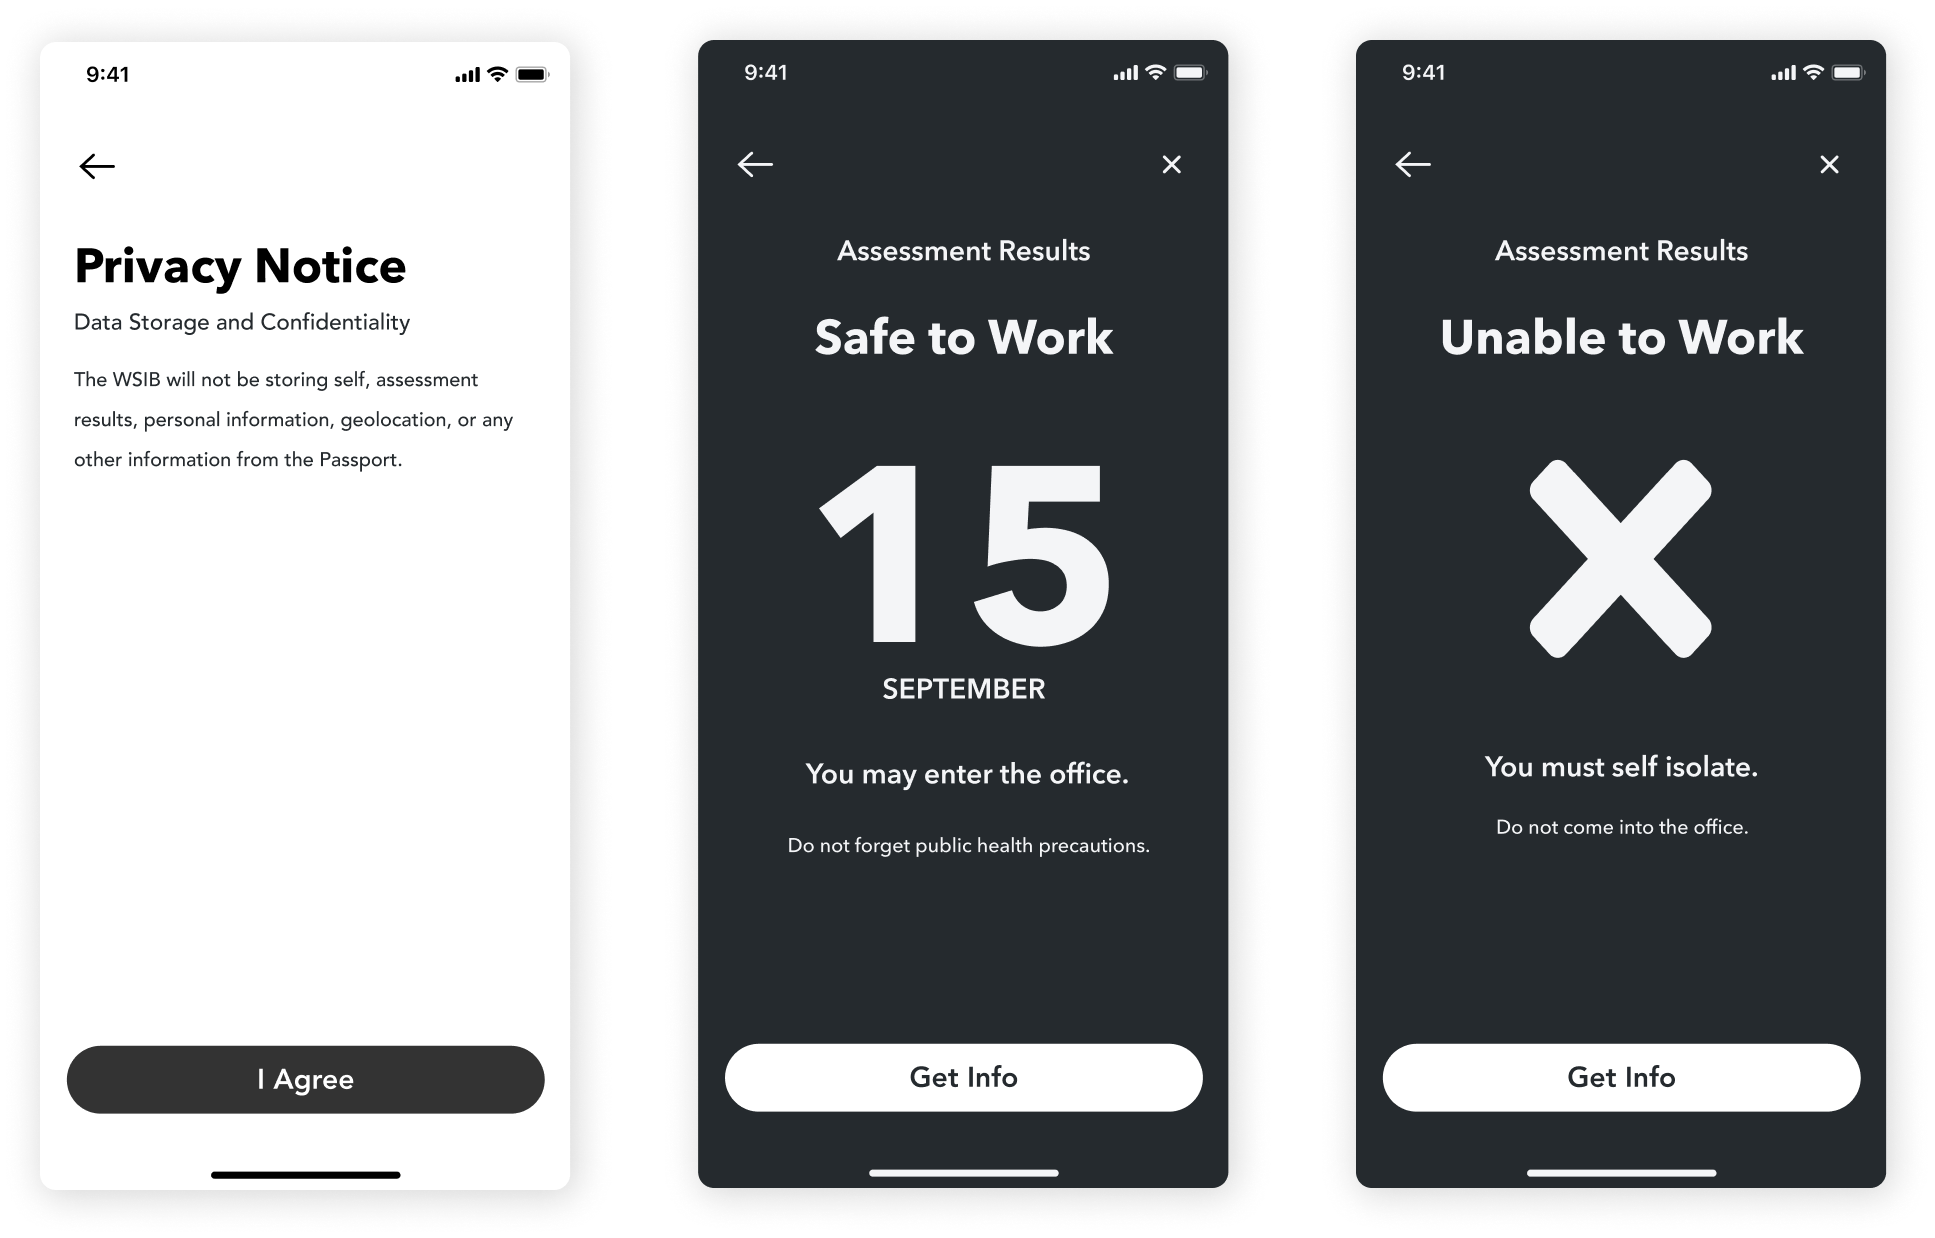 9:41
Privacy Notice
Data Storage and Confidentiality
The WSIB will not be storing self, assessment
results, personal information, geolocation, or any
other information from the Passport.
I Agree
9:41
Assessment Results
Safe to Work
15
SEPTEMBER
You may enter the office.
Do not forget public health precautions.
Get Info
9:41
Assessment Results
Unable to Work
You must self isolate.
Do not come into the office.
Get Info